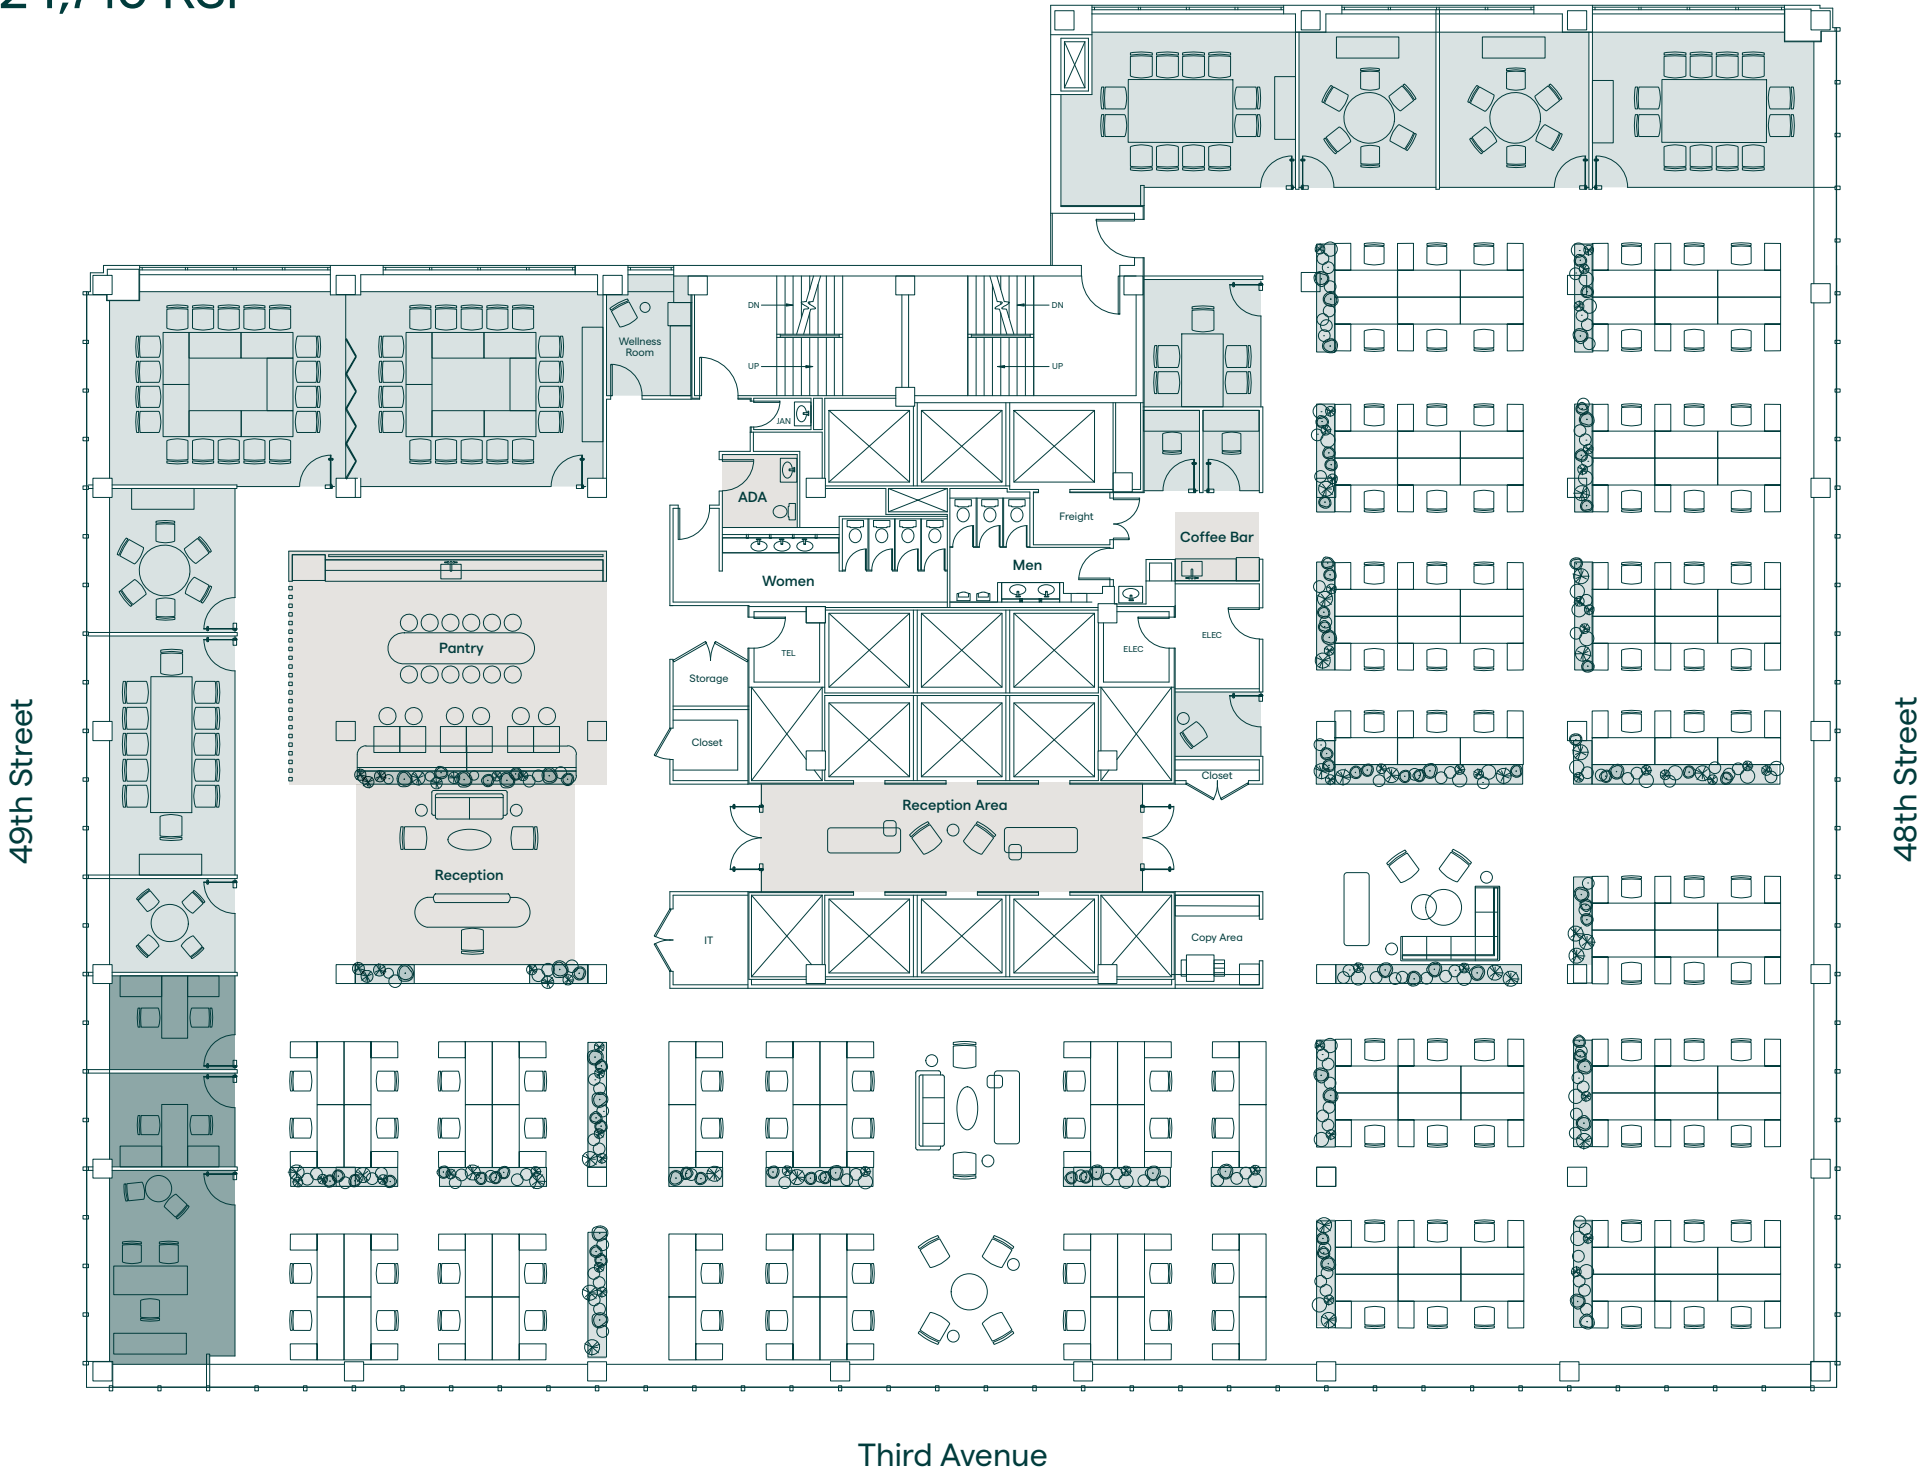 DN
DN
Wellness
Room
UP
UP
JAN
ADA
Freight
Coffee Bar
Men
Women
ELEC
ELEC
TEL
Pantry
Storage
Closet
Closet
Reception Area
Reception
IT
Copy Area
49th Street
48th Street
Third Avenue